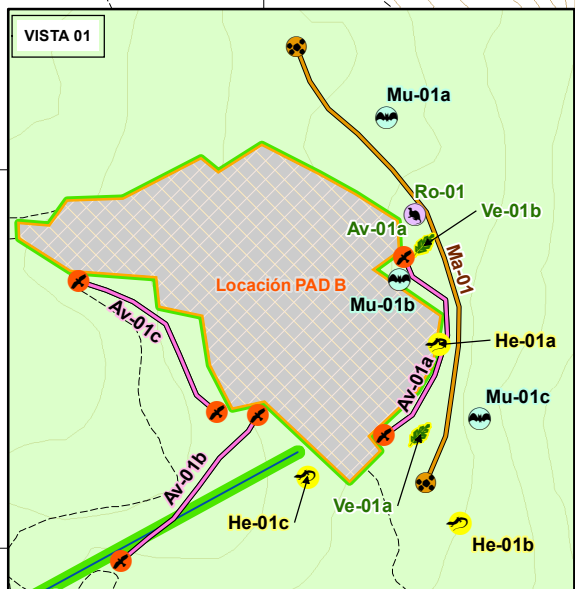 VISTA 01
Mu-01a
Ro-01
Ve-01b
Av-01a
Ma-01
Locación PAD B
Mu-01b
Av-01c
He-01a
Av-01a
Mu-01c
Av-01b
Ve-01a
He-01c
He-01b